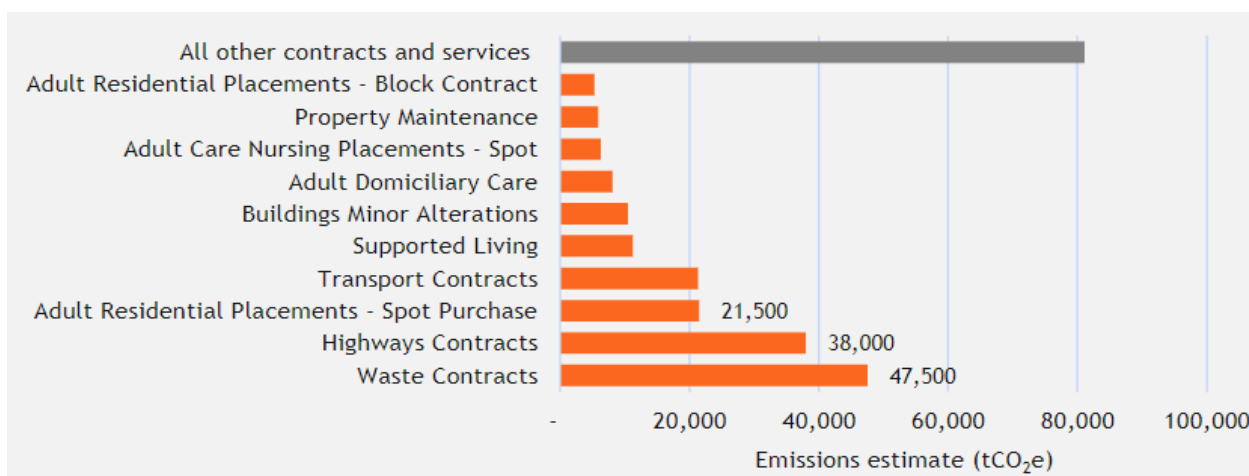 All other contracts and services
Adult Residential Placements - Block Contract
Property Maintenance
Adult Care Nursing Placements - Spot
Adult Domiciliary Care
Buildings Minor Alterations
Supported Living
Transport Contracts
Adult Residential Placements - Spot Purchase 21,500
Highways Contracts 38,000
Waste Contracts 47,500
- 20,000 40,000 60,000 80,000 100,000
Emissions estimate (tCO₂e)